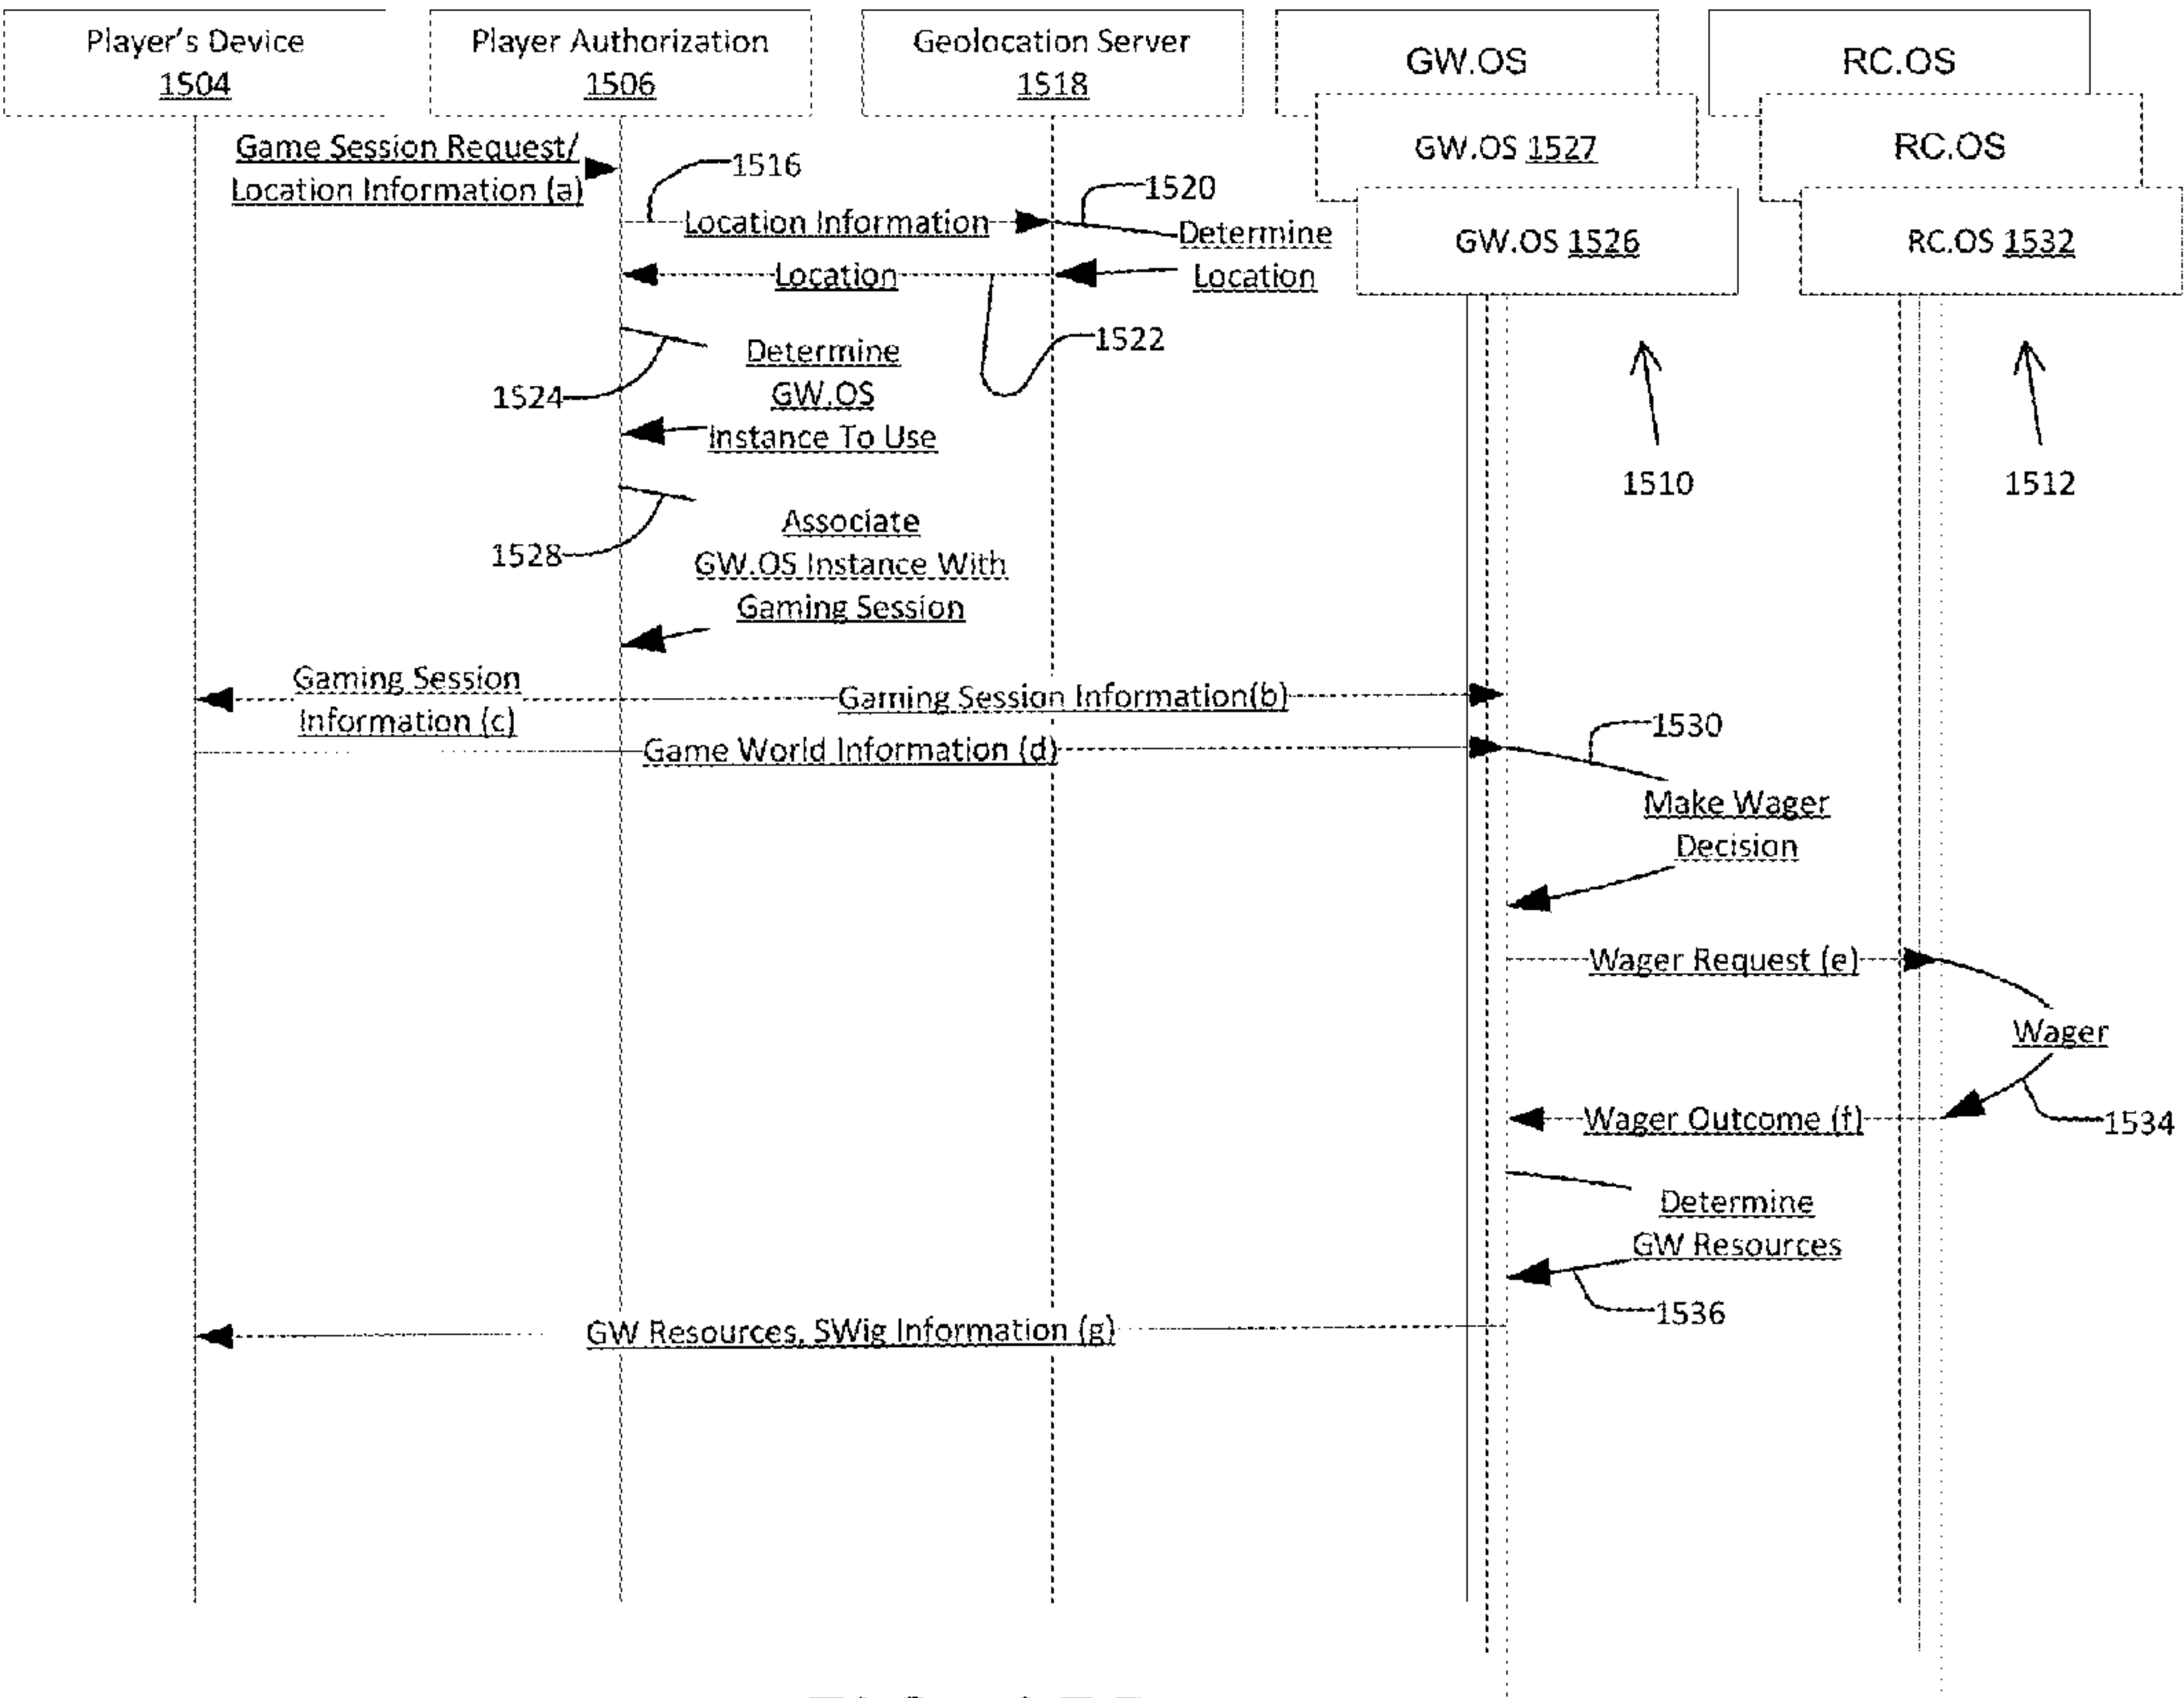 Player's Device
1504
Player Authorization
1506
Geolocation Server
1518
GW.OS
GW.OS 1527
GW.OS 1526
RC.OS
RC.OS
RC.OS 1532
Game Session Request/
Location Information (a)
1516
Location Information
1520
Determine
Location
Location
1522
1524
Determine
GW.OS
Instance To Use
1510
1512
1528
Associate
GW.OS Instance With
Gaming Session
Gaming Session
Information (c)
Gaming Session Information(b)
1530
Game World Information (d)
Make Wager
Decision
Wager Request (e)
Wager
Wager Outcome (f)
1534
Determine
GW Resources
1536
GW Resources, SWig Information (g)